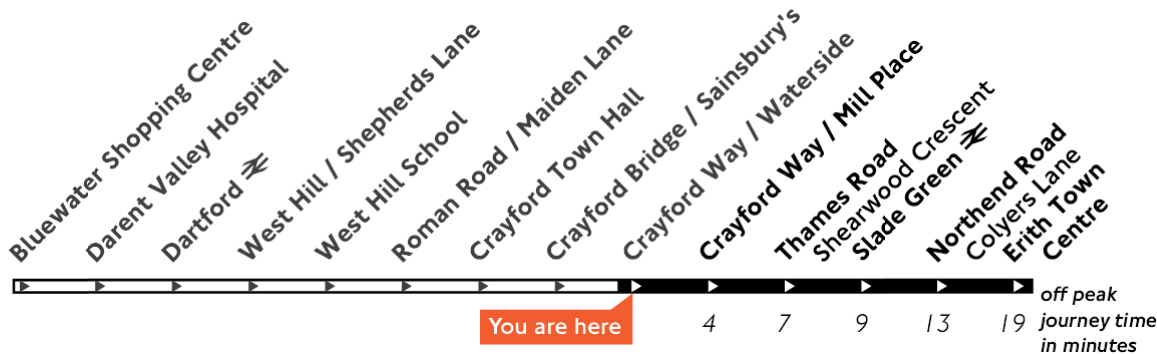 Bluewater Shopping Centre
Darent Valley Hospital
Dartford
West Hill / Shepherds Lane
West Hill School
Roman Road / Maiden Lane
Crayford Town Hall
Crayford Bridge / Sainsbury's
Crayford Way / Waterside
Crayford Way / Mill Place
Thames Road
Shearwood Crescent
Slade Green
Northend Road
Colyers Lane
Erith Town
Centre
You are here
4 7 9 13 19
off peak
journey time
in minutes